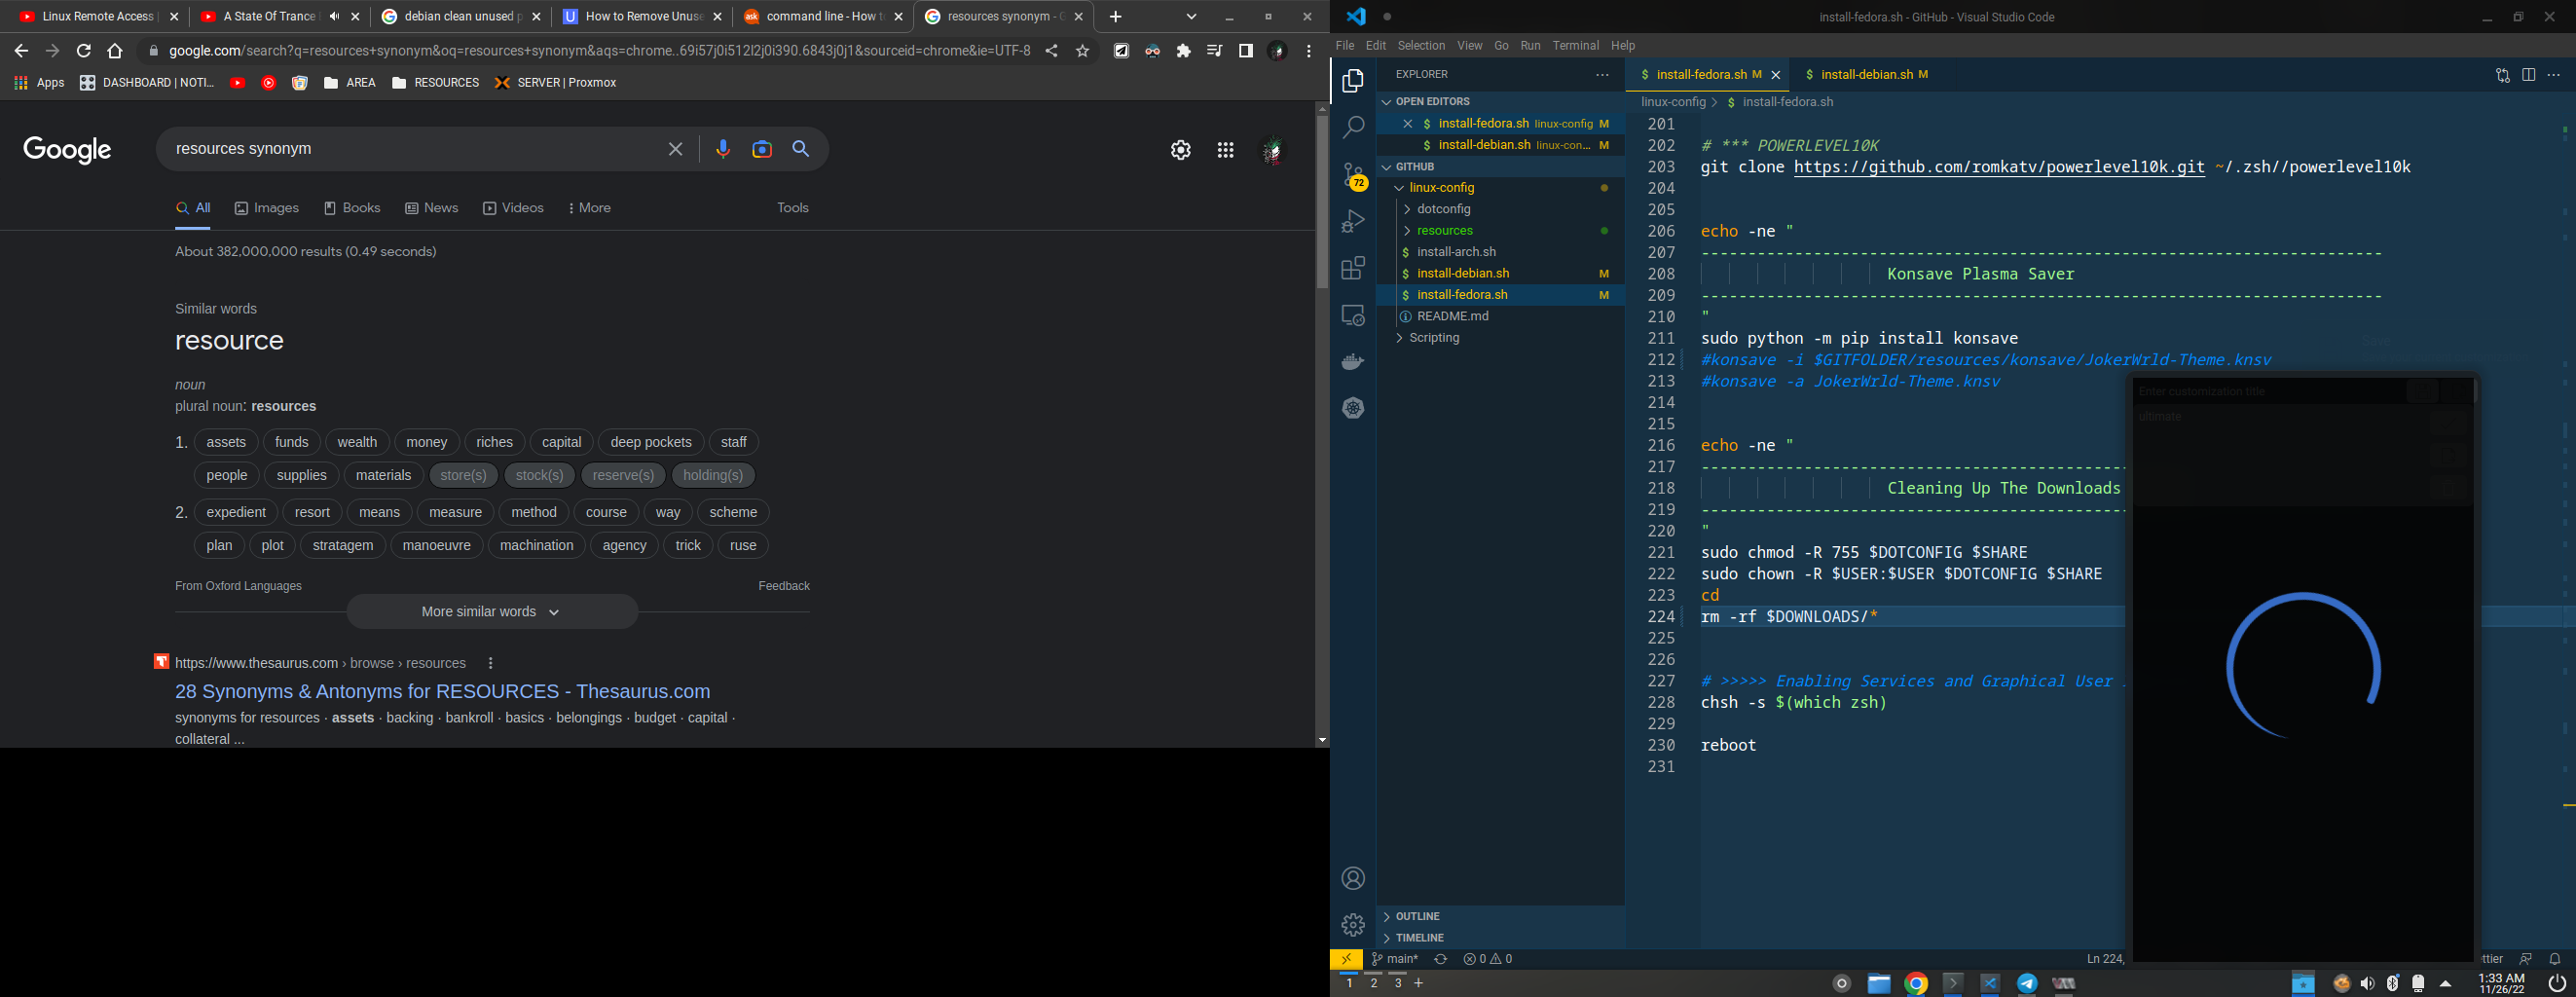 Linux Remote Access
A State Of Trance
debian clean unused p
How to Remove Unuse
command line - How t
resources synonym - G
google.com/search?q=resources+synonym&oq=resources+synonym&aqs=chrome..69i57j0i512l2j0i390.6843j0j1&sourceid=chrome&ie=UTF-8
Apps
DASHBOARD | NOTI...
AREA
RESOURCES
SERVER | Proxmox
Google
resources synonym
All
Images
Books
News
Videos
More
Tools
About 382,000,000 results (0.49 seconds)
Similar words
resource
noun
plural noun: resources
1. assets funds wealth money riches capital deep pockets staff
people supplies materials store(s) stock(s) reserve(s) holding(s)
2. expedient resort means measure method course way scheme
plan plot stratagem manoeuvre machination agency trick ruse
From Oxford Languages
Feedback
More similar words
https://www.thesaurus.com › browse › resources
28 Synonyms & Antonyms for RESOURCES - Thesaurus.com
synonyms for resources · assets · backing · bankroll · basics · belongings · budget · capital ·
collateral ...
install-fedora.sh - GitHub - Visual Studio Code
File Edit Selection View Go Run Terminal Help
EXPLORER
OPEN EDITORS
install-fedora.sh linux-config M
install-debian.sh linux-con... M
GITHUB
linux-config
dotconfig
resources
install-arch.sh
install-debian.sh M
install-fedora.sh M
README.md
Scripting
OUTLINE
TIMELINE
72
install-fedora.sh M
install-debian.sh M
linux-config > $ install-fedora.sh
201
202 # *** POWERLEVEL10K
203 git clone https://github.com/romkatv/powerlevel10k.git ~/.zsh//powerlevel10k
204
205
206 echo -ne "
207 -------------------------------------------------------------------------
208 Konsave Plasma Saver
209 -------------------------------------------------------------------------
210 "
211 sudo python -m pip install konsave
212 #konsave -i $GITFOLDER/resources/konsave/JokerWrld-Theme.knsv
213 #konsave -a JokerWrld-Theme.knsv
214
215
216 echo -ne "
217 ----------------------------------------------
218 Cleaning Up The Downloads
219 ----------------------------------------------
220 "
221 sudo chmod -R 755 $DOTCONFIG $SHARE
222 sudo chown -R $USER:$USER $DOTCONFIG $SHARE
223 cd
224 rm -rf $DOWNLOADS/*
225
226
227 # >>>>> Enabling Services and Graphical User
228 chsh -s $(which zsh)
229
230 reboot
231
Enter customization title
ultimate
main*
0 0
Ln 224,
ttier
1 2 3 +
1:33 AM
11/26/22